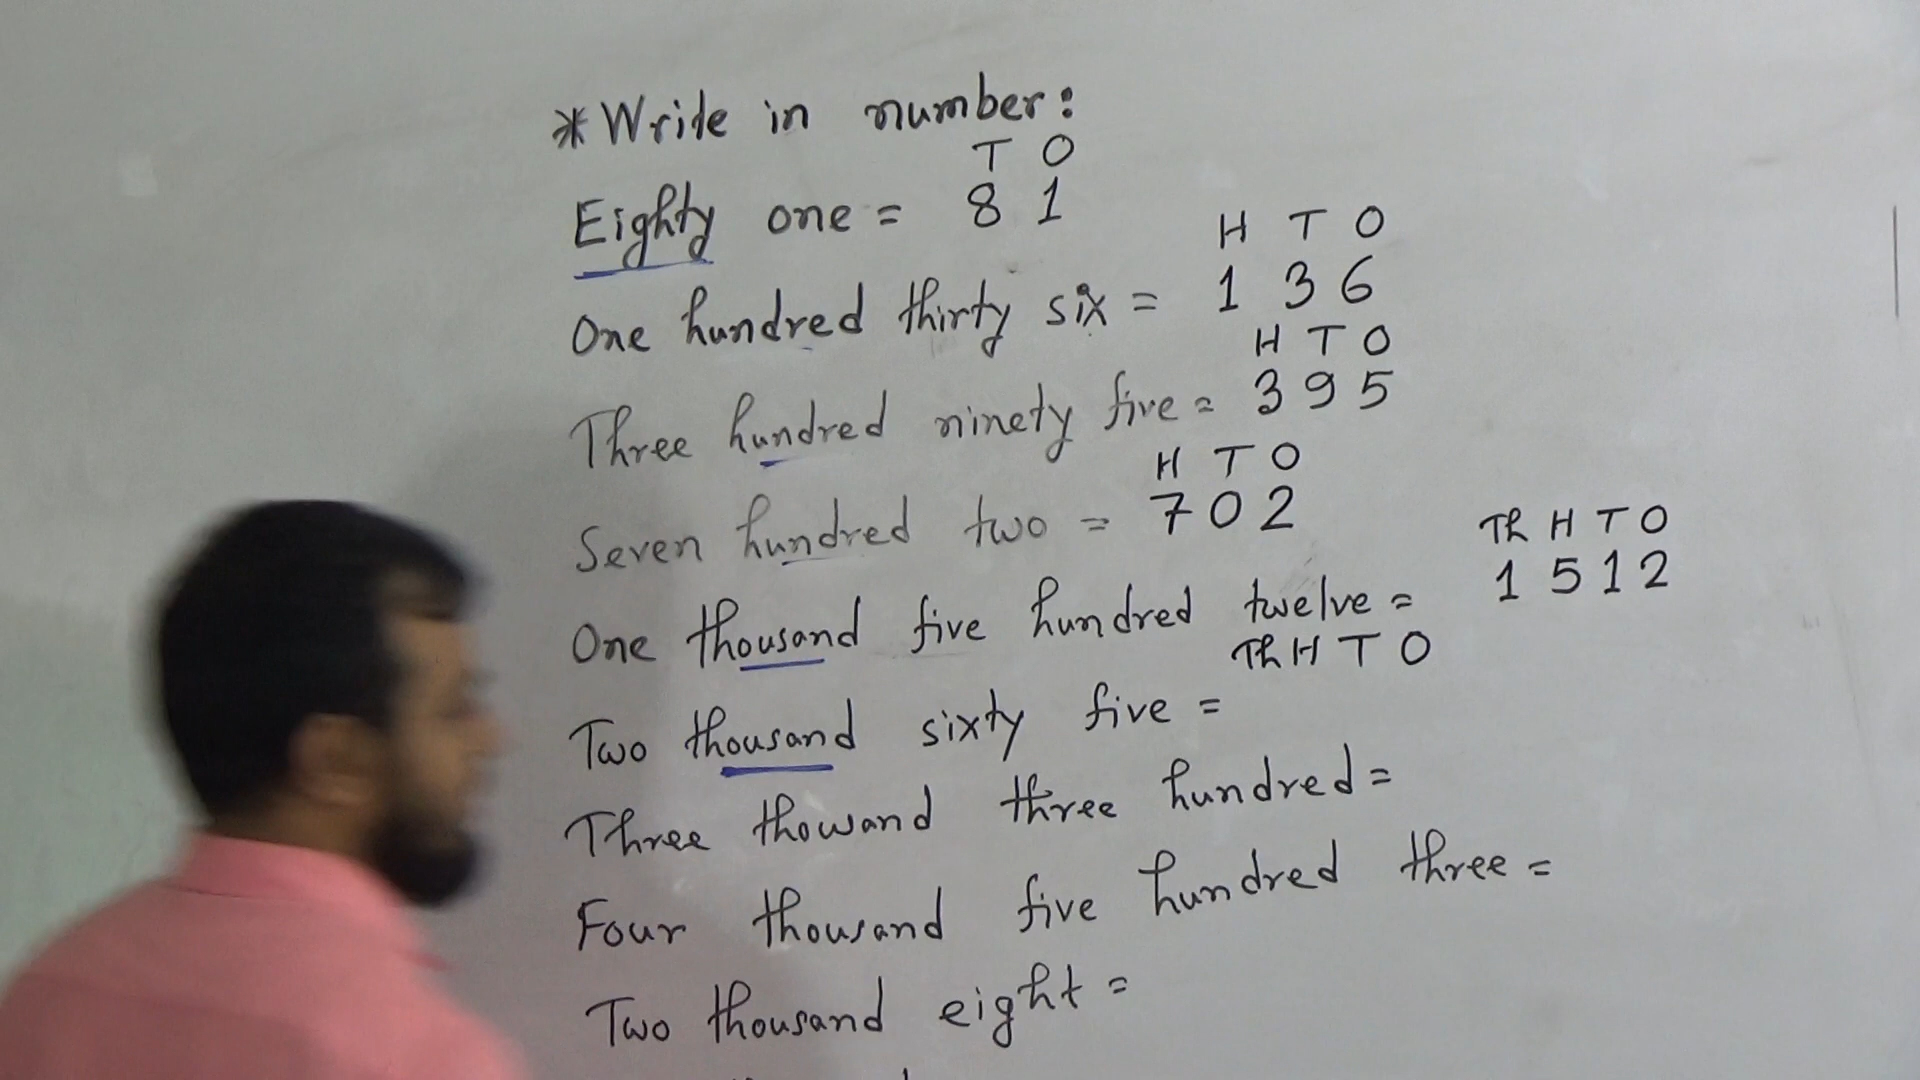 *Write in number:
T O
Eighty one = 8 1
H T O
One hundred thirty six = 1 3 6
H T O
Three hundred ninety five = 3 9 5
H T O
Seven hundred two = 7 0 2
Th H T O
One thousand five hundred twelve = 1 5 1 2
Th H T O
Two thousand sixty five =
Three thowand three hundred =
Four thousand five hundred three =
Two thousand eight =